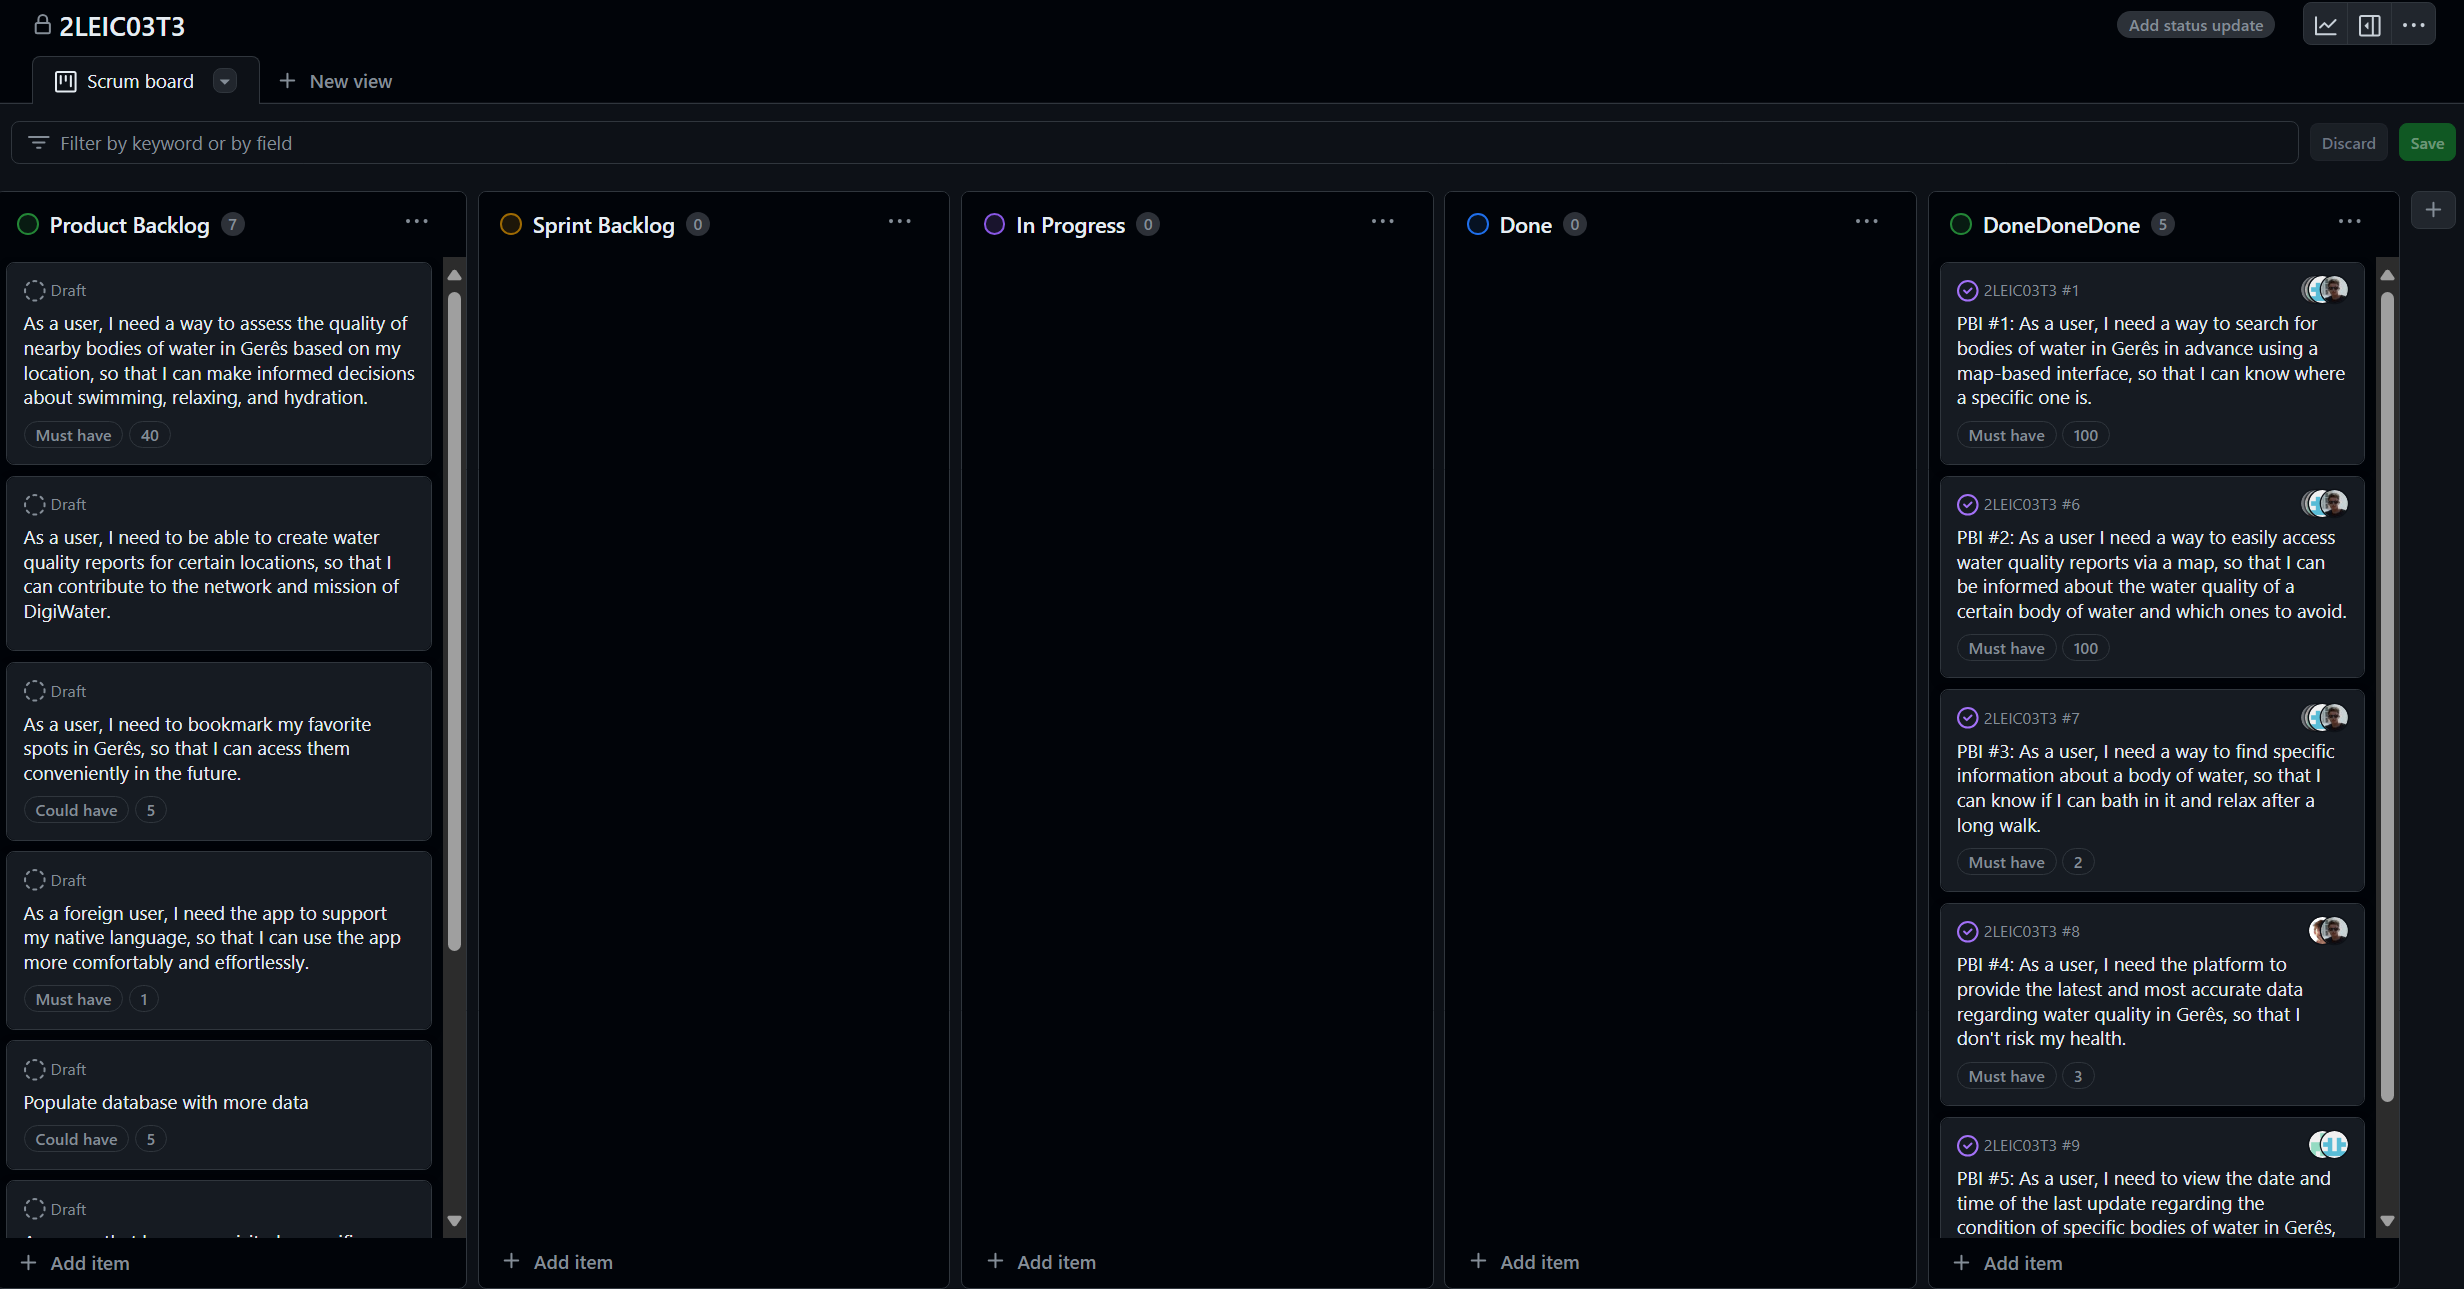 2LEIC03T3
Add status update
Scrum board
New view
Filter by keyword or by field
Discard
Save
Product Backlog 7
Draft
As a user, I need a way to assess the quality of
nearby bodies of water in Gerês based on my
location, so that I can make informed decisions
about swimming, relaxing, and hydration.
Must have 40
Draft
As a user, I need to be able to create water
quality reports for certain locations, so that I
can contribute to the network and mission of
DigiWater.
Draft
As a user, I need to bookmark my favorite
spots in Gerês, so that I can acess them
conveniently in the future.
Could have 5
Draft
As a foreign user, I need the app to support
my native language, so that I can use the app
more comfortably and effortlessly.
Must have 1
Draft
Populate database with more data
Could have 5
Draft
Add item
Sprint Backlog 0
Add item
In Progress 0
Add item
Done 0
Add item
DoneDoneDone 5
2LEIC03T3 #1
PBI #1: As a user, I need a way to search for
bodies of water in Gerês in advance using a
map-based interface, so that I can know where
a specific one is.
Must have 100
2LEIC03T3 #6
PBI #2: As a user I need a way to easily access
water quality reports via a map, so that I can
be informed about the water quality of a
certain body of water and which ones to avoid.
Must have 100
2LEIC03T3 #7
PBI #3: As a user, I need a way to find specific
information about a body of water, so that I
can know if I can bath in it and relax after a
long walk.
Must have 2
2LEIC03T3 #8
PBI #4: As a user, I need the platform to
provide the latest and most accurate data
regarding water quality in Gerês, so that I
don't risk my health.
Must have 3
2LEIC03T3 #9
PBI #5: As a user, I need to view the date and
time of the last update regarding the
condition of specific bodies of water in Gerês,
Add item